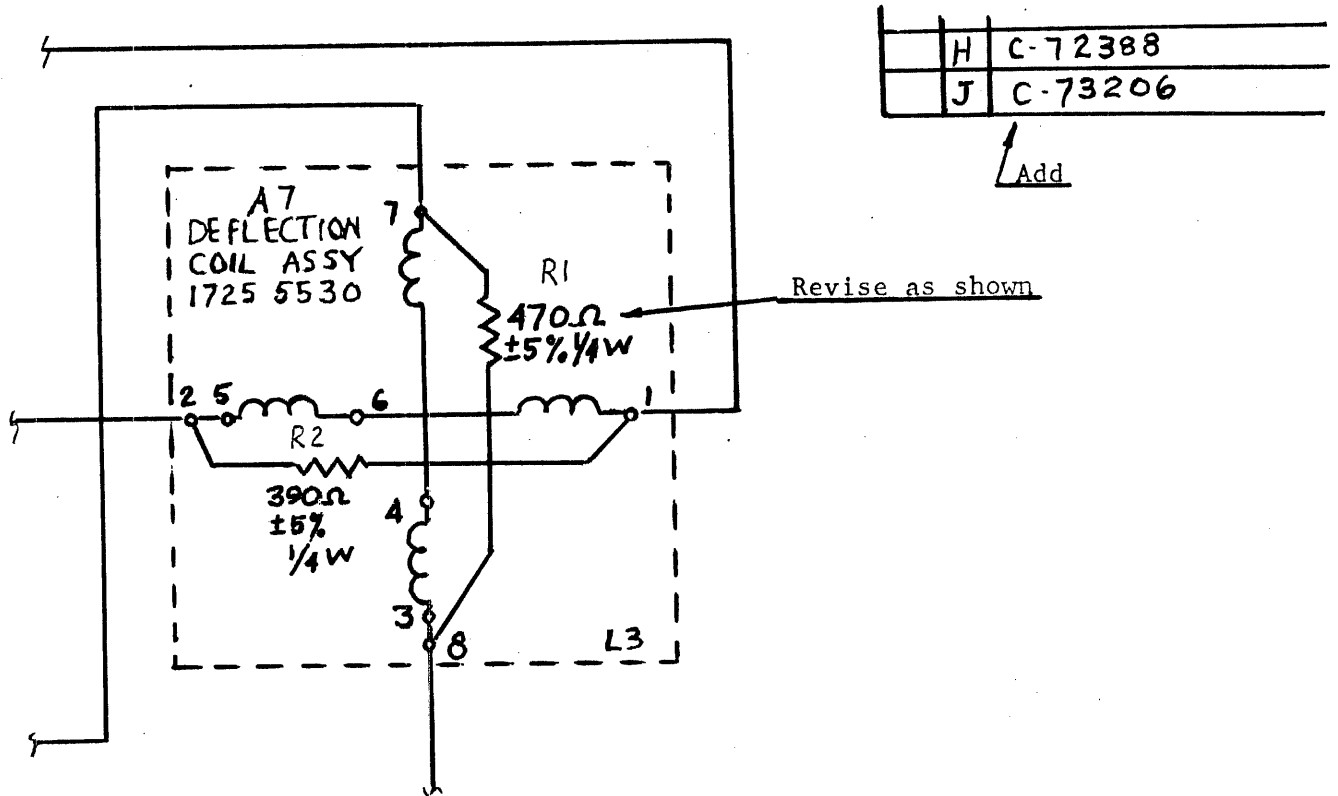 H C-72388
J C-73206
Add
A7
DEFLECTION
COIL ASSY
1725 5530
7
R1
470Ω
±5% 1/4W
Revise as shown
2 5
6
1
R2
390Ω
±5%
1/4W
4
3
8
L3